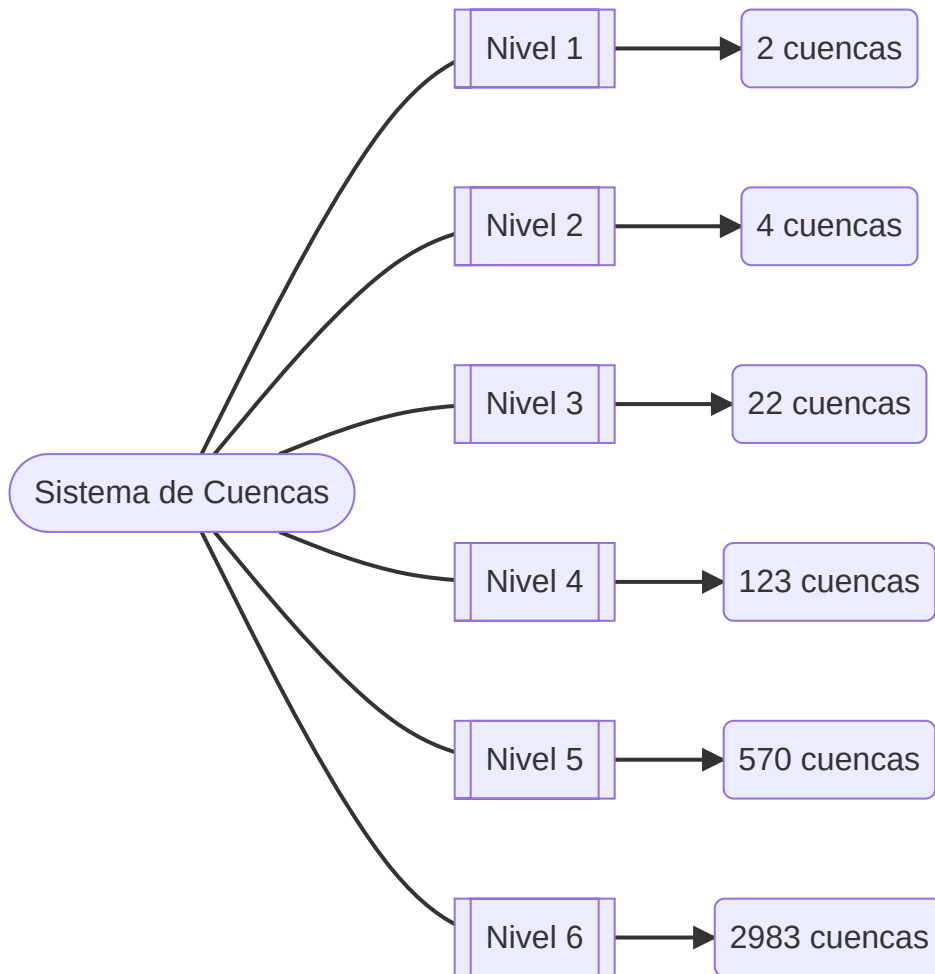 Nivel 1
2 cuencas
Nivel 2
4 cuencas
Nivel 3
22 cuencas
Sistema de Cuencas
Nivel 4
123 cuencas
Nivel 5
570 cuencas
Nivel 6
2983 cuencas